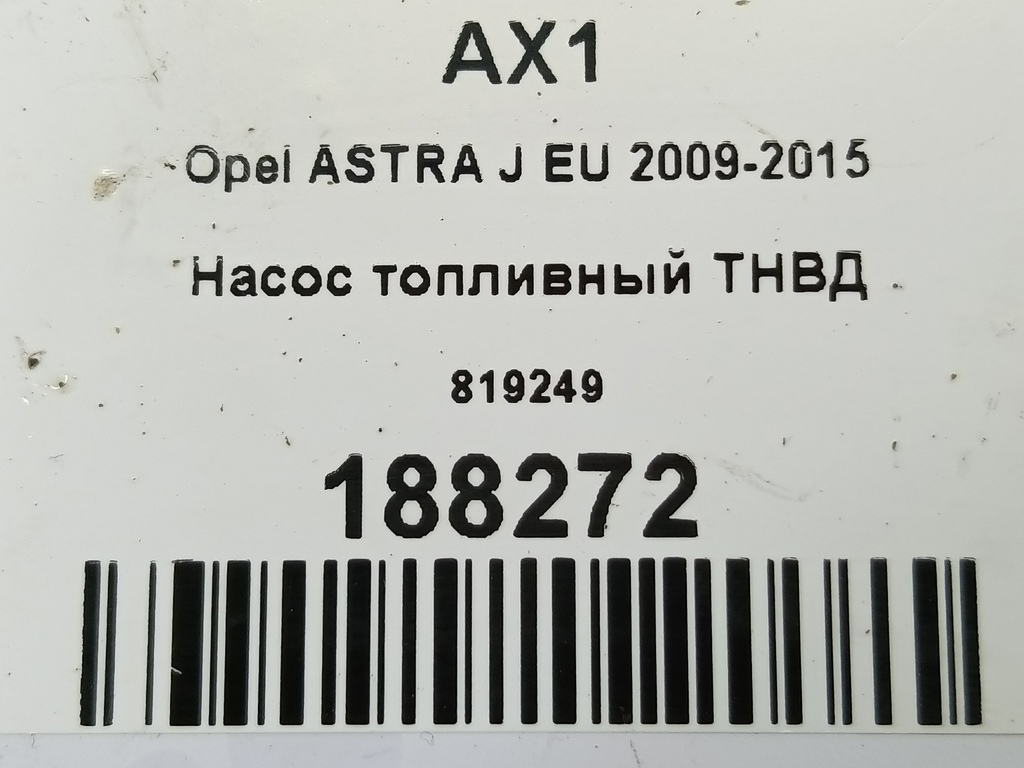 AX1
Opel ASTRA J EU 2009-2015
Насос топливный ТНВД
819249
188272